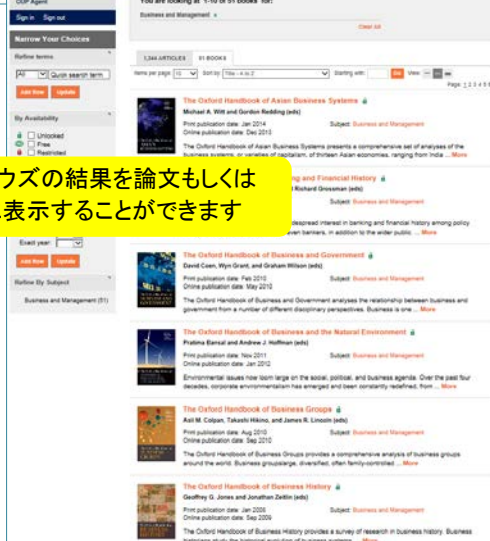 OUP Agent
Sign in Sign out
Narrow Your Choices
Refine terms
All Quick search term
Add New Update
By Availability
Unlocked
Free
Restricted
ウズの結果を論文もしくは
表示することができます
Exact year:
Add New Update
Refine By Subject
Business and Management (51)
You are looking at 1-10 of 51 books for:
Business and Management
Clear All
1,344 ARTICLES 51 BOOKS
Items per page: 10 Sort by: Title - A to Z Starting with: Go View:
Page: 1 2 3 4 5
The Oxford Handbook of Asian Business Systems
Michael A. Witt and Gordon Redding (eds)
Print publication date: Jan 2014 Subject: Business and Management
Online publication date: Dec 2013
The Oxford Handbook of Asian Business Systems presents a comprehensive set of analyses of the
business systems, or varieties of capitalism, of thirteen Asian economies, ranging from India ... More
ng and Financial History
Richard Grossman (eds)
despread interest in banking and financial history among policy
even bankers, in addition to the wider public. ... More
The Oxford Handbook of Business and Government
David Coen, Wyn Grant, and Graham Wilson (eds)
Print publication date: Feb 2010 Subject: Business and Management
Online publication date: May 2010
The Oxford Handbook of Business and Government analyses the relationship between business and
government from a number of different disciplinary perspectives. Business is one ... More
The Oxford Handbook of Business and the Natural Environment
Pratima Bansal and Andrew J. Hoffman (eds)
Print publication date: Nov 2011 Subject: Business and Management
Online publication date: Jan 2012
Environmental issues now loom large on the social, political, and business agenda. Over the past four
decades, corporate environmentalism has emerged and been constantly redefined, from ... More
The Oxford Handbook of Business Groups
Asli M. Colpan, Takashi Hikino, and James R. Lincoln (eds)
Print publication date: Aug 2010 Subject: Business and Management
Online publication date: Sep 2010
The Oxford Handbook of Business Groups provides a comprehensive analysis of business groups
around the world. Business groupslarge, diversified, often family-controlled ... More
The Oxford Handbook of Business History
Geoffrey G. Jones and Jonathan Zeitlin (eds)
Print publication date: Jan 2008 Subject: Business and Management
Online publication date: Sep 2009
The Oxford Handbook of Business History provides a survey of research in business history. Business
historians study the historical evolution of business systems ... More